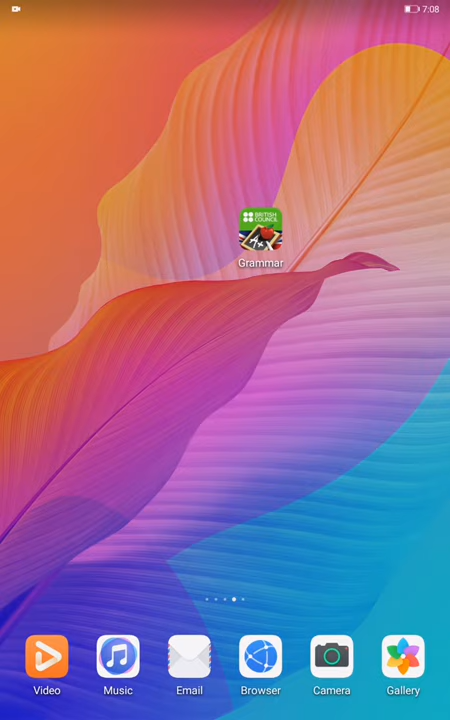 7:08
BRITISH
COUNCIL
A+
Grammar
Video
Music
Email
Browser
Camera
Gallery